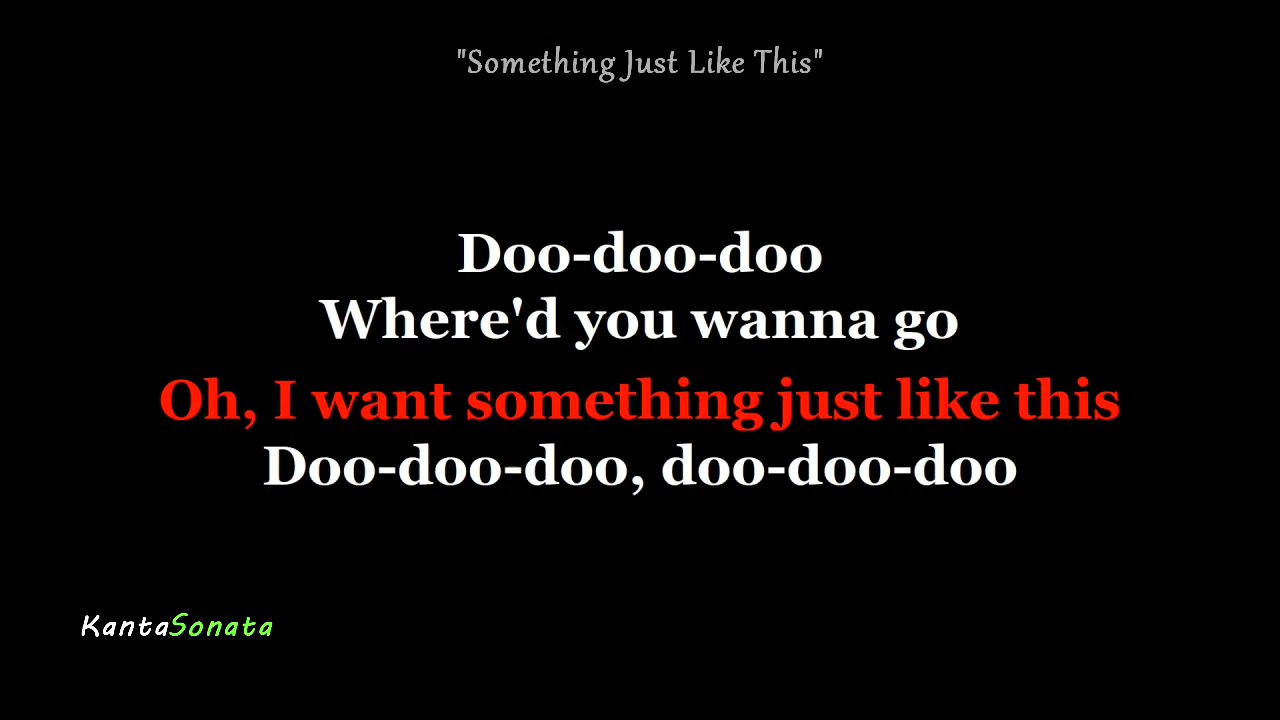 "Something Just Like This"
Doo-doo-doo
Where'd you wanna go
Oh, I want something just like this
Doo-doo-doo, doo-doo-doo
KantaSonata